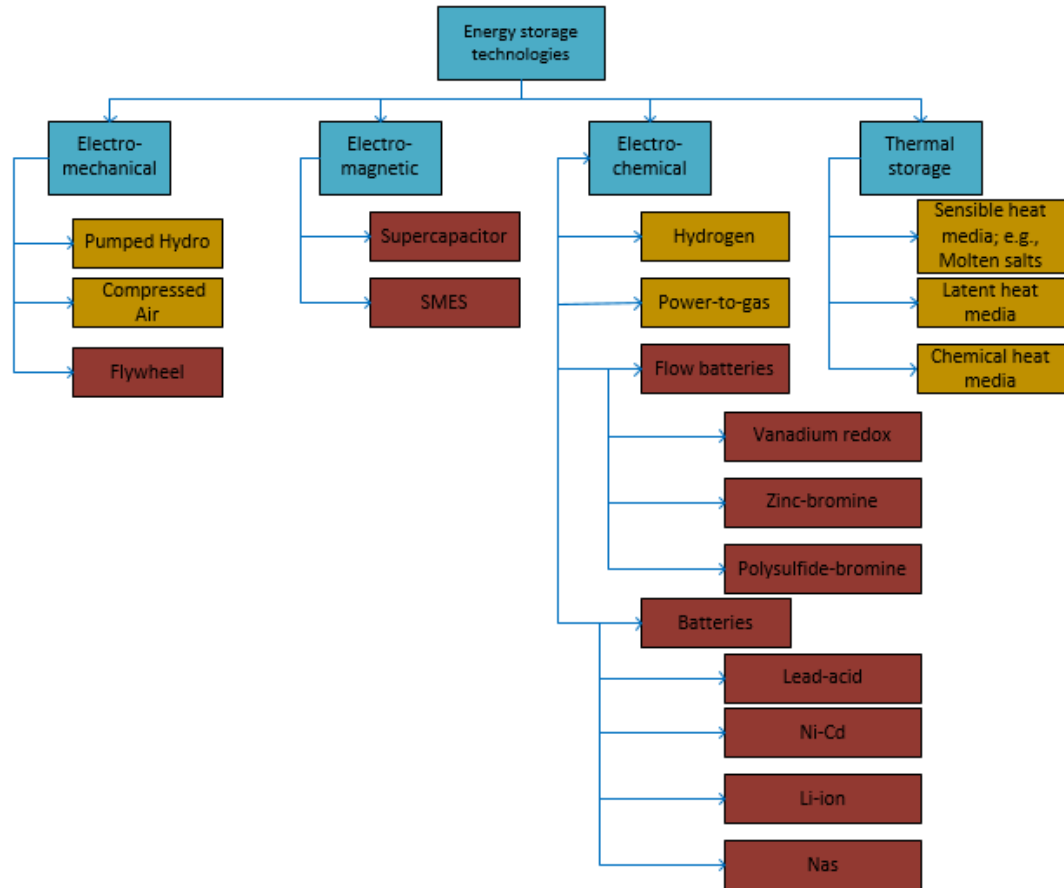 Energy storage
technologies
Electro-
mechanical
Electro-
magnetic
Electro-
chemical
Thermal
storage
Pumped Hydro
Compressed
Air
Flywheel
Supercapacitor
SMES
Hydrogen
Power-to-gas
Flow batteries
Vanadium redox
Zinc-bromine
Polysulfide-bromine
Batteries
Lead-acid
Ni-Cd
Li-ion
Nas
Sensible heat
media; e.g.,
Molten salts
Latent heat
media
Chemical heat
media